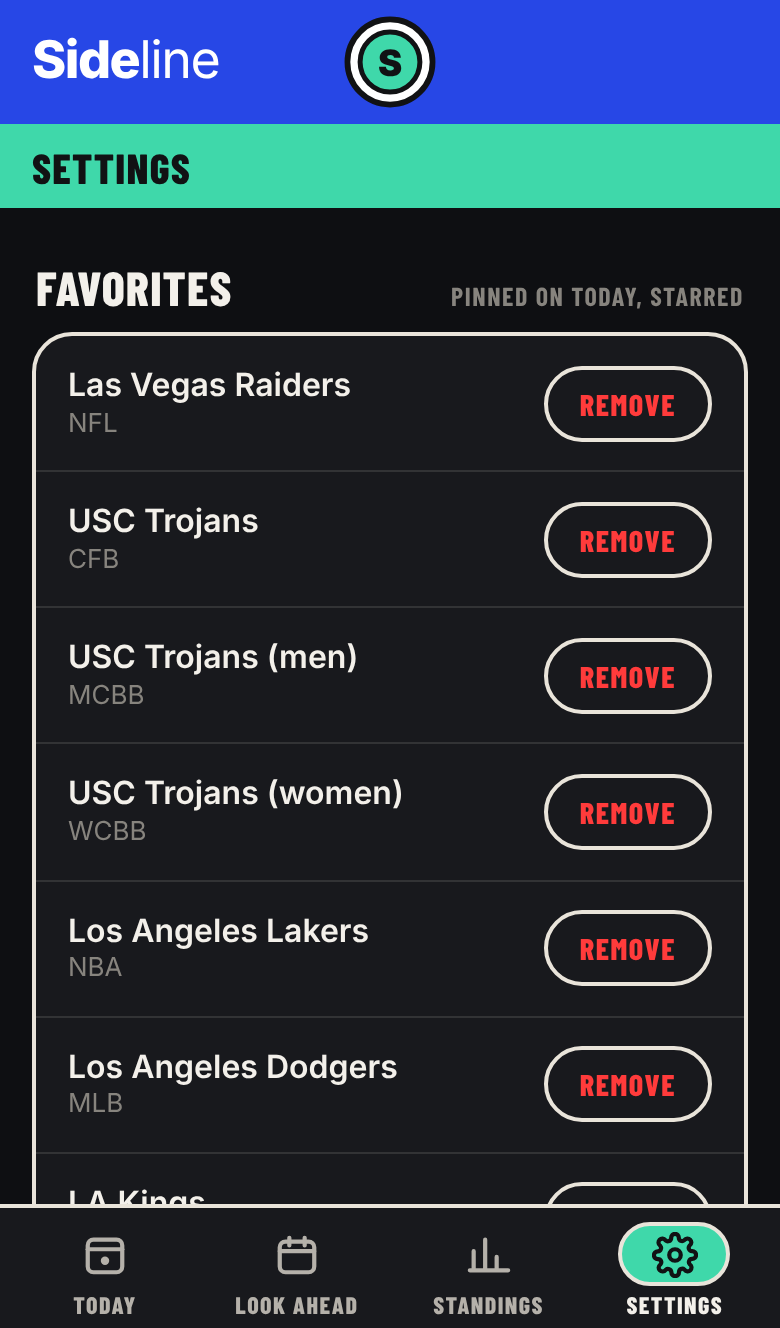 Sideline
S
SETTINGS
FAVORITES
PINNED ON TODAY, STARRED
Las Vegas Raiders
NFL
REMOVE
USC Trojans
CFB
REMOVE
USC Trojans (men)
MCBB
REMOVE
USC Trojans (women)
WCBB
REMOVE
Los Angeles Lakers
NBA
REMOVE
Los Angeles Dodgers
MLB
REMOVE
LA Kings
TODAY
LOOK AHEAD
STANDINGS
SETTINGS